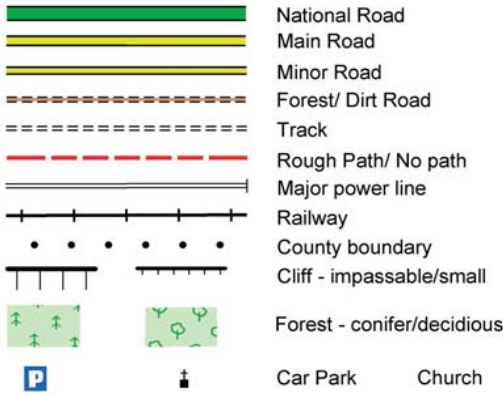 National Road
Main Road
Minor Road
Forest/ Dirt Road
Track
Rough Path/ No path
Major power line
Railway
County boundary
Cliff - impassable/small
Forest - conifer/decidious
P Car Park Church